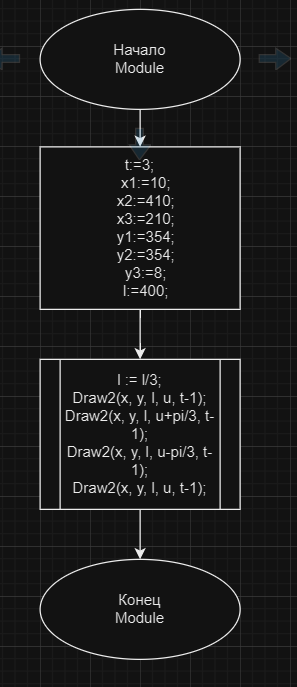 Начало
Module
t:=3;
x1:=10;
x2:=410;
x3:=210;
y1:=354;
y2:=354;
y3:=8;
l:=400;
l := l/3;
Draw2(x, y, l, u, t-1);
Draw2(x, y, l, u+pi/3, t-
1);
Draw2(x, y, l, u-pi/3, t-
1);
Draw2(x, y, l, u, t-1);
Конец
Module